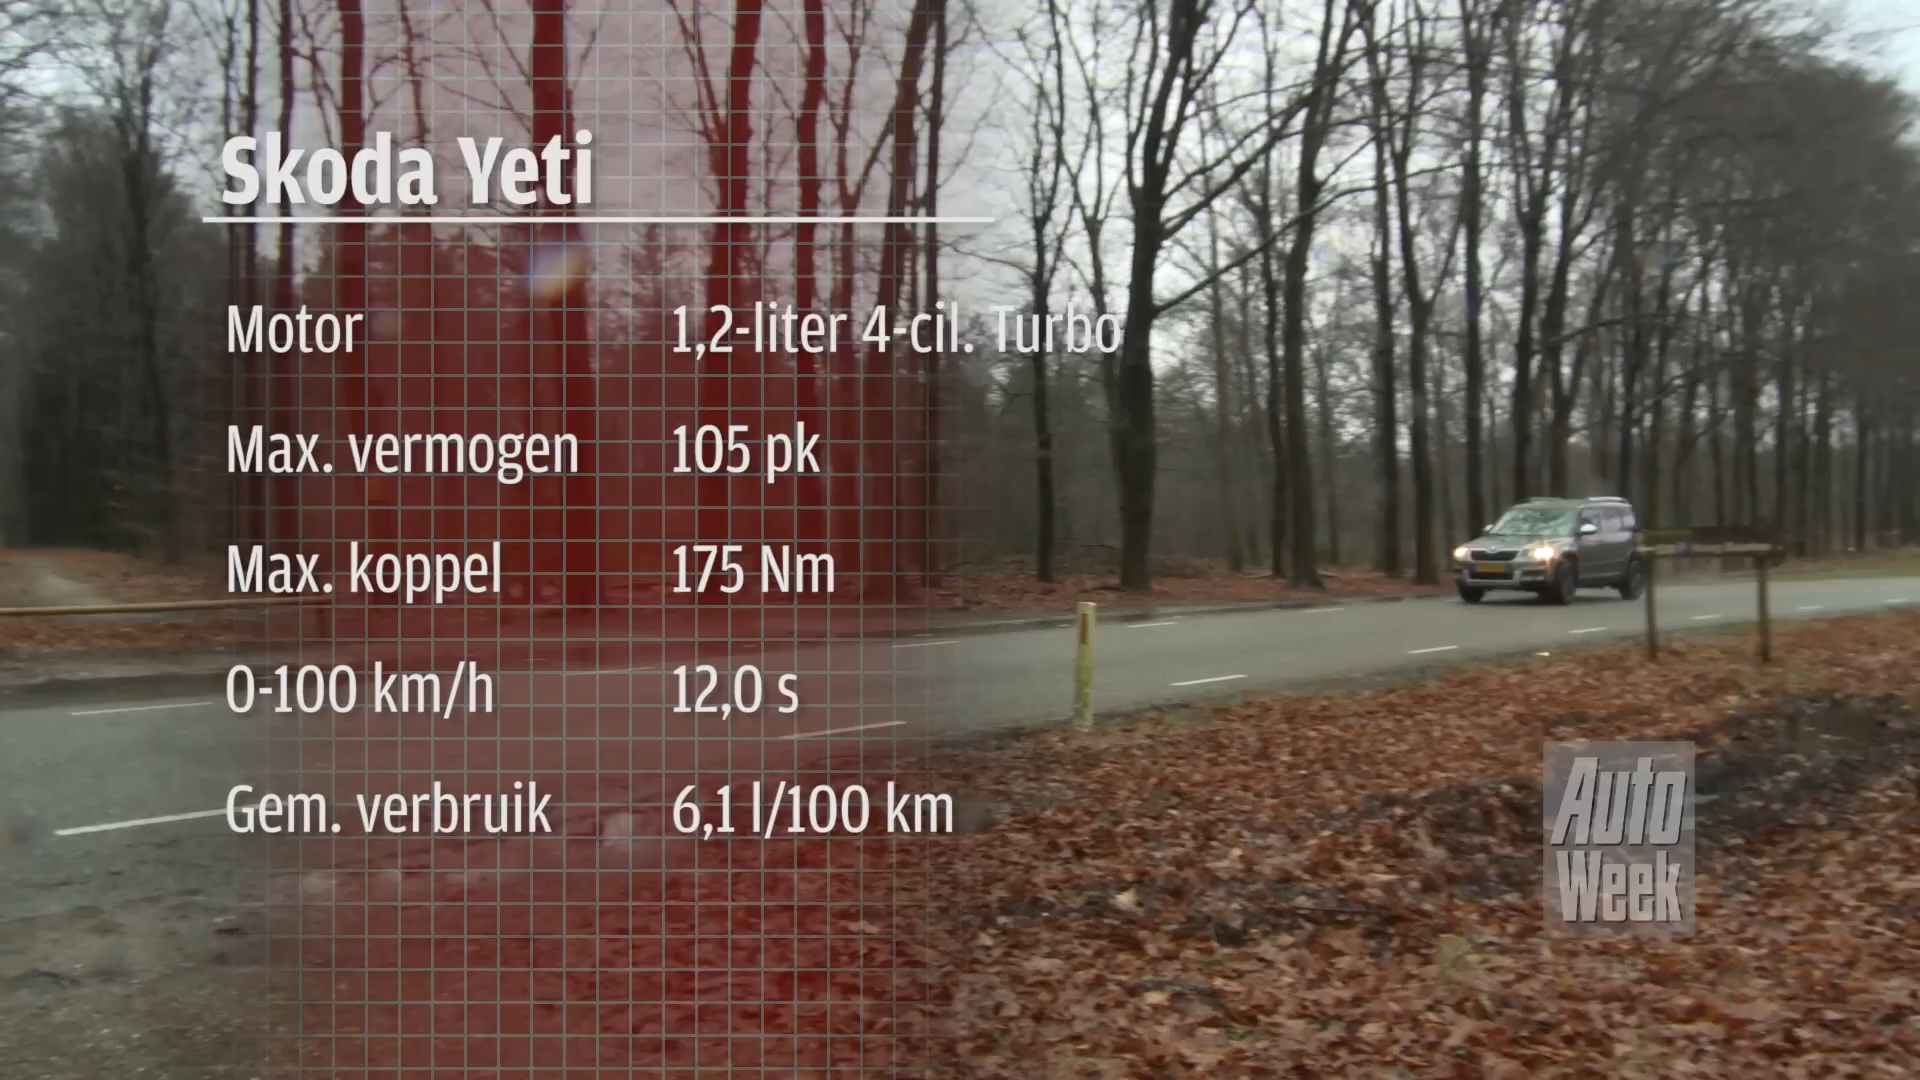 Skoda Yeti
Motor 1,2-liter 4-cil. Turbo
Max. vermogen 105 pk
Max. koppel 175 Nm
0-100 km/h 12,0 s
Gem. verbruik 6,1 l/100 km
Auto
Week